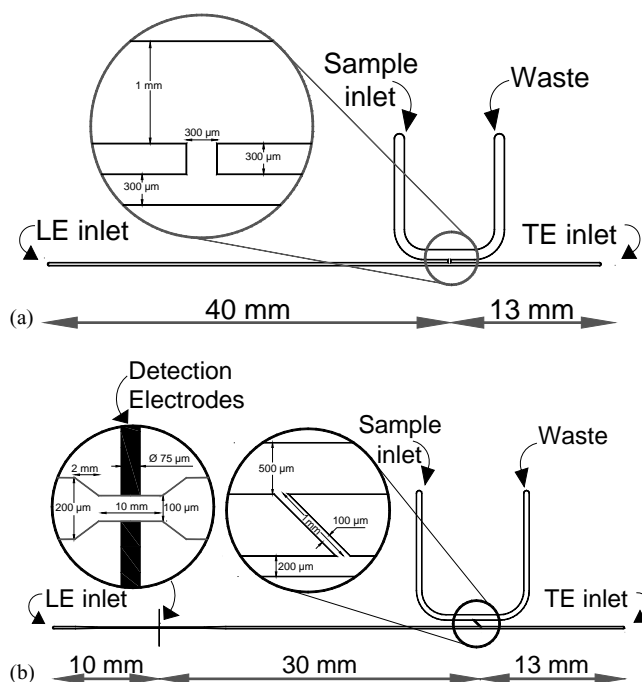 Sample
inlet
Waste
1 mm
300 µm
300 µm
300 µm
LE inlet
TE inlet
(a)
40 mm
13 mm
Detection
Electrodes
Sample
inlet
Waste
2 mm
Ø 75 µm
200 µm
10 mm
100 µm
500 µm
1mm
100 µm
200 µm
LE inlet
TE inlet
(b)
10 mm
30 mm
13 mm